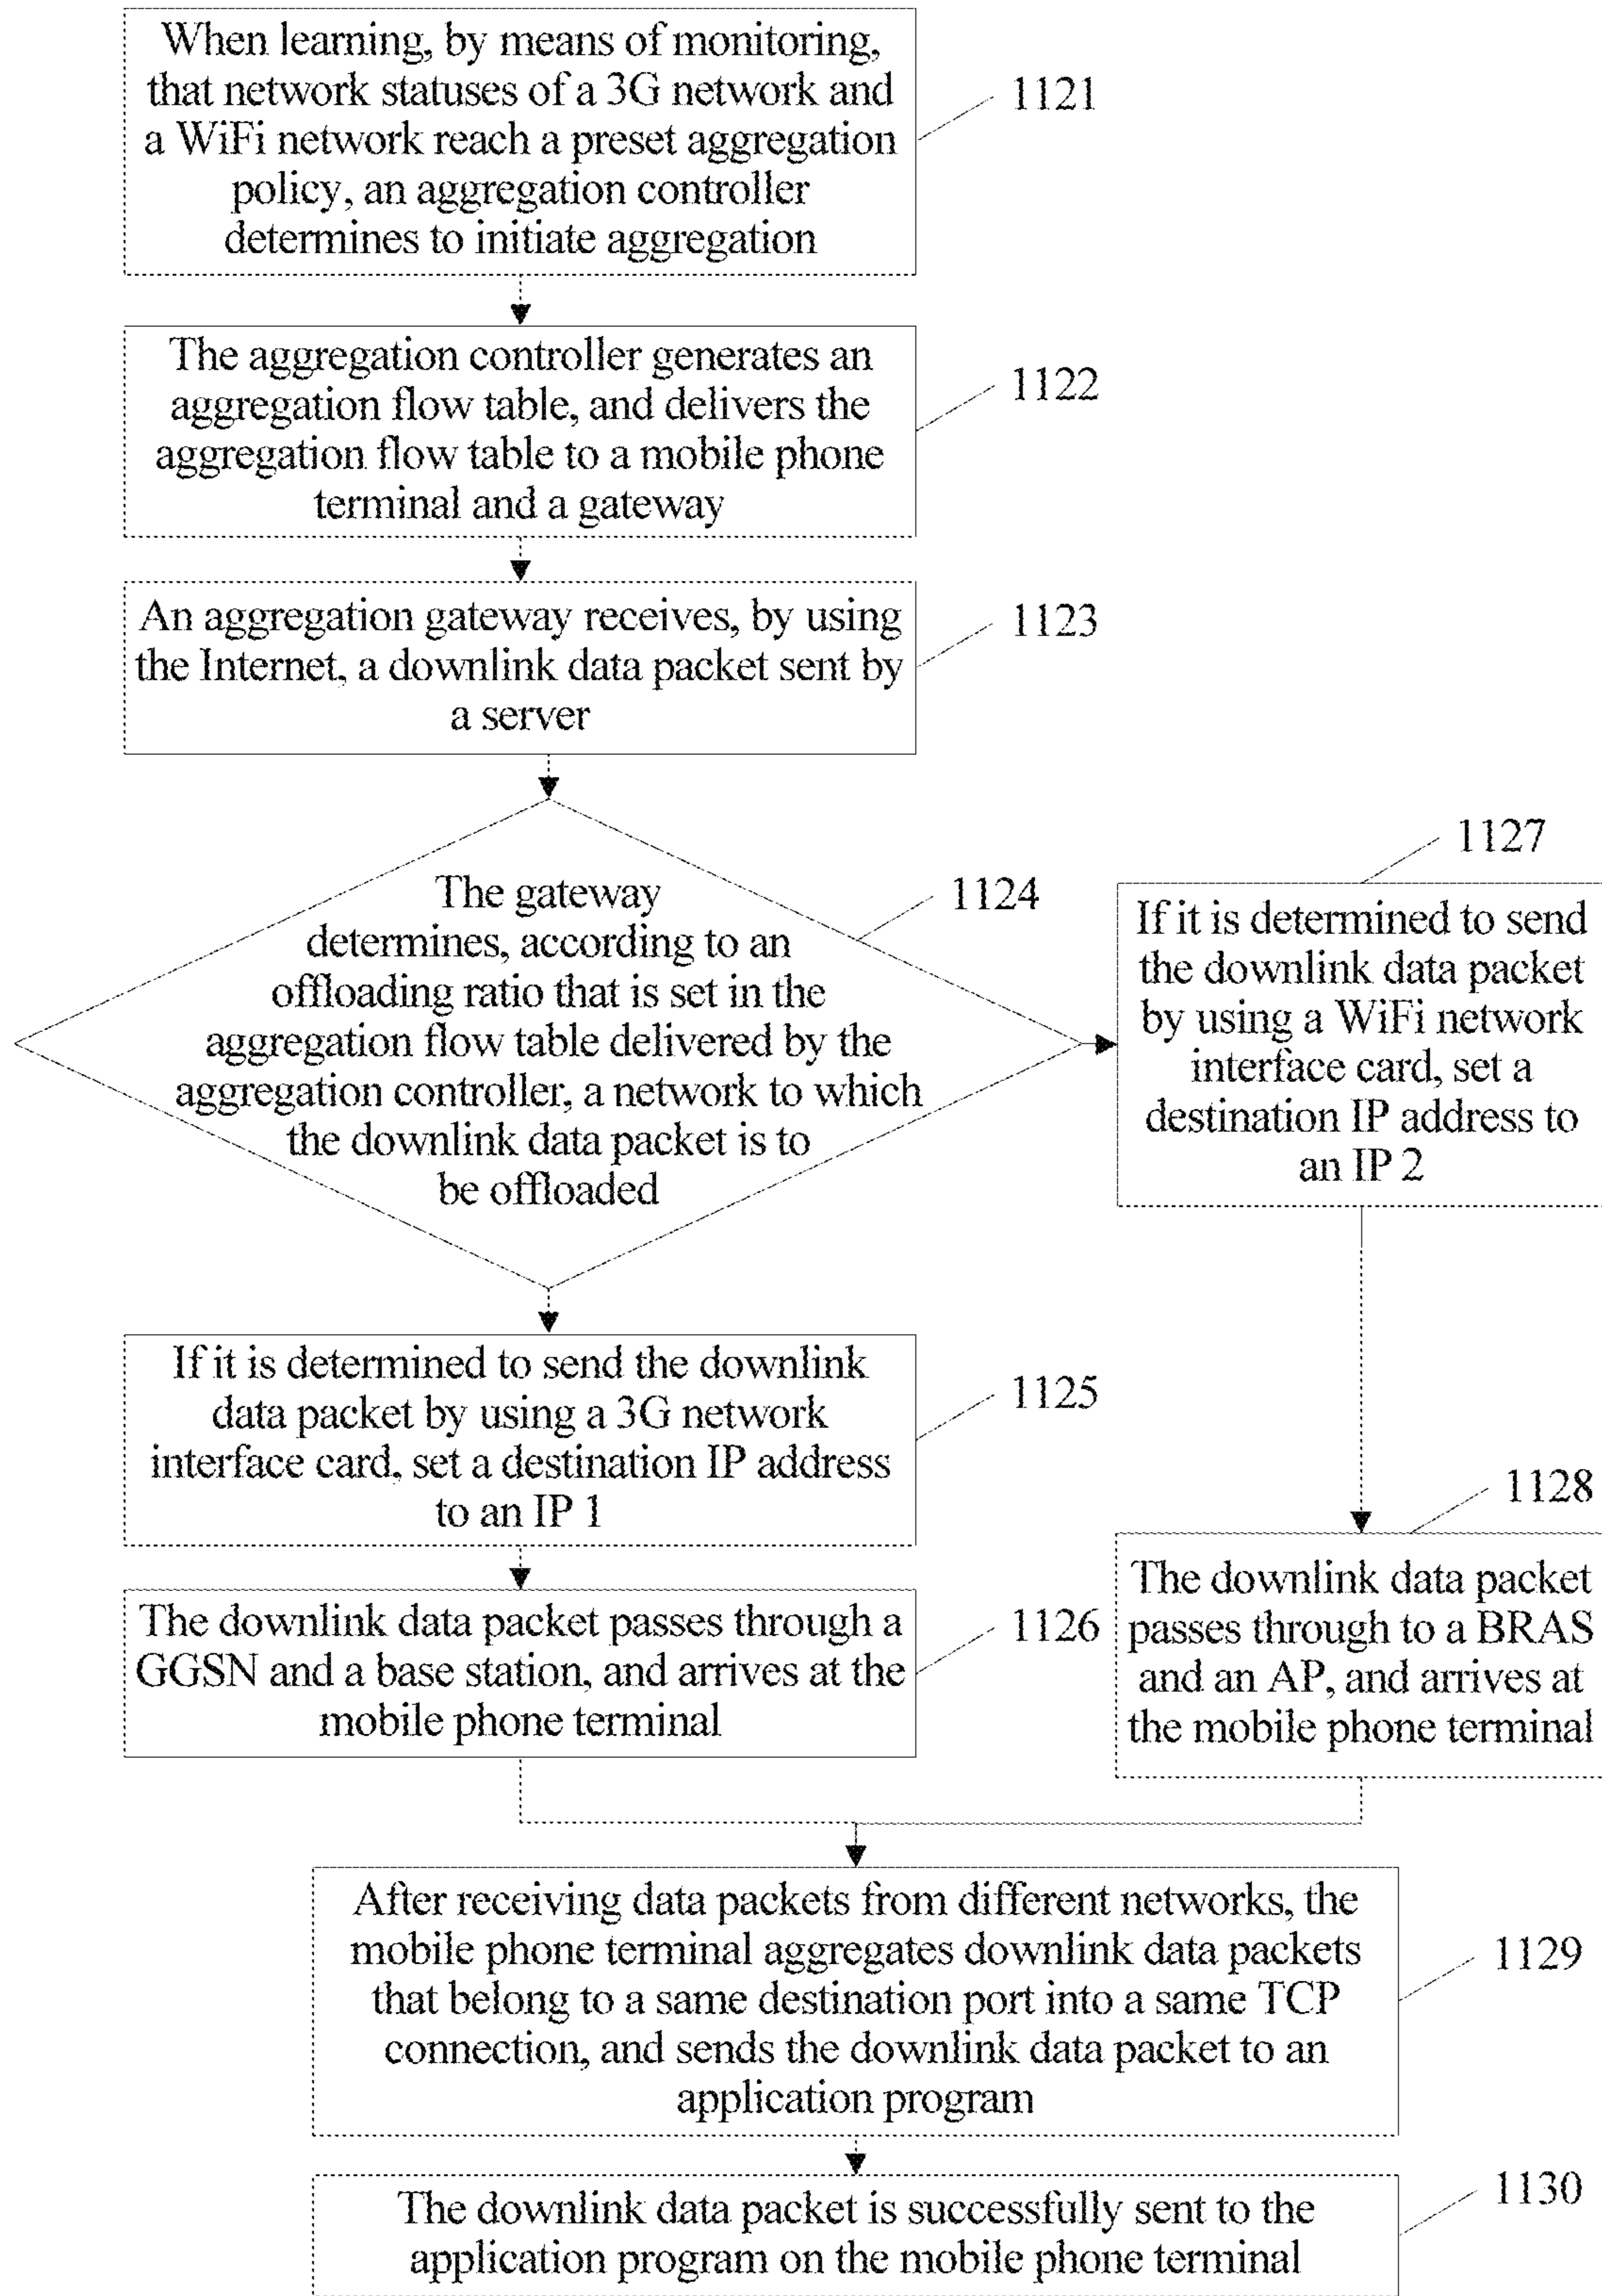 When learning, by means of monitoring,
that network statuses of a 3G network and
a WiFi network reach a preset aggregation
policy, an aggregation controller
determines to initiate aggregation
1121
The aggregation controller generates an
aggregation flow table, and delivers the
aggregation flow table to a mobile phone
terminal and a gateway
1122
An aggregation gateway receives, by using
the Internet, a downlink data packet sent by
a server
1123
The gateway
determines, according to an
offloading ratio that is set in the
aggregation flow table delivered by the
aggregation controller, a network to which
the downlink data packet is to
be offloaded
1124
If it is determined to send the downlink
data packet by using a 3G network
interface card, set a destination IP address
to an IP 1
1125
The downlink data packet passes through a
GGSN and a base station, and arrives at the
mobile phone terminal
1126
1127
If it is determined to send
the downlink data packet
by using a WiFi network
interface card, set a
destination IP address to
an IP 2
1128
The downlink data packet
passes through to a BRAS
and an AP, and arrives at
the mobile phone terminal
After receiving data packets from different networks, the
mobile phone terminal aggregates downlink data packets
that belong to a same destination port into a same TCP
connection, and sends the downlink data packet to an
application program
1129
The downlink data packet is successfully sent to the
application program on the mobile phone terminal
1130